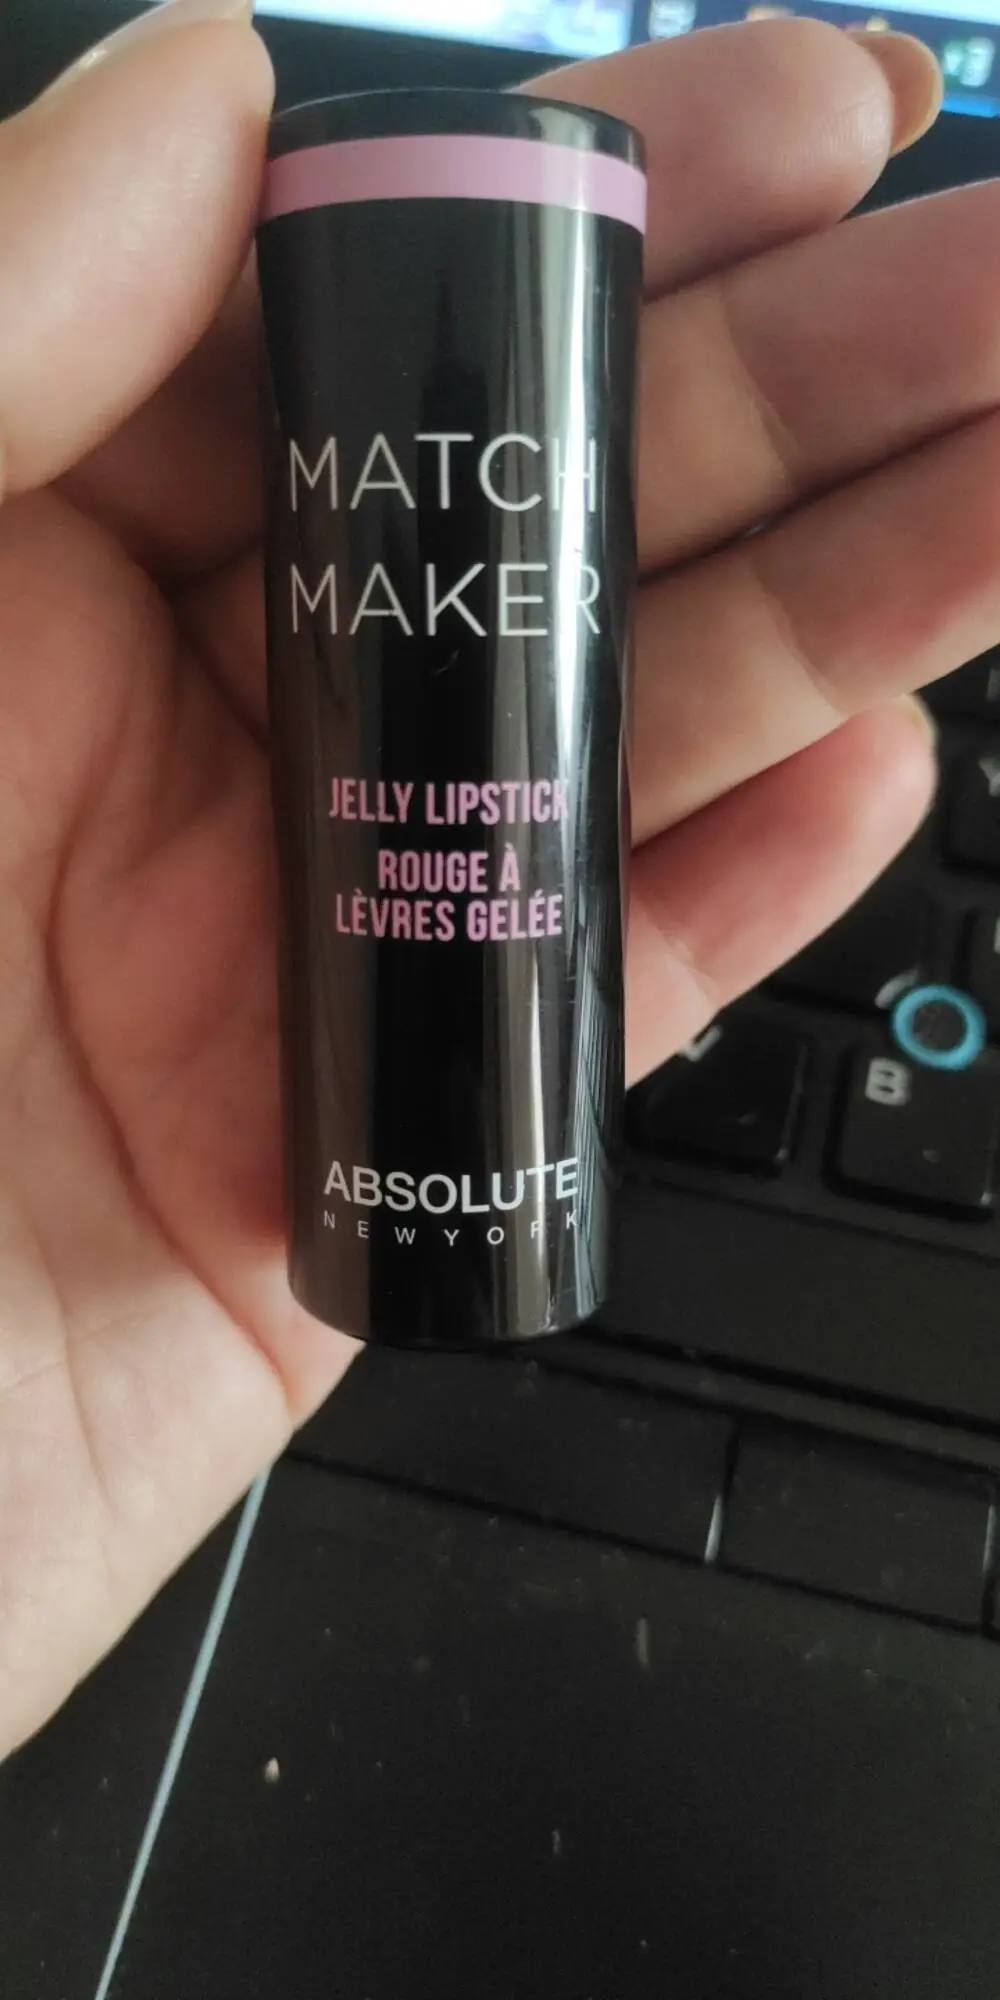 MATCH
MAKER
JELLY LIPSTICK
ROUGE À
LÈVRES GELÉE
ABSOLUTE
NEW YORK
B